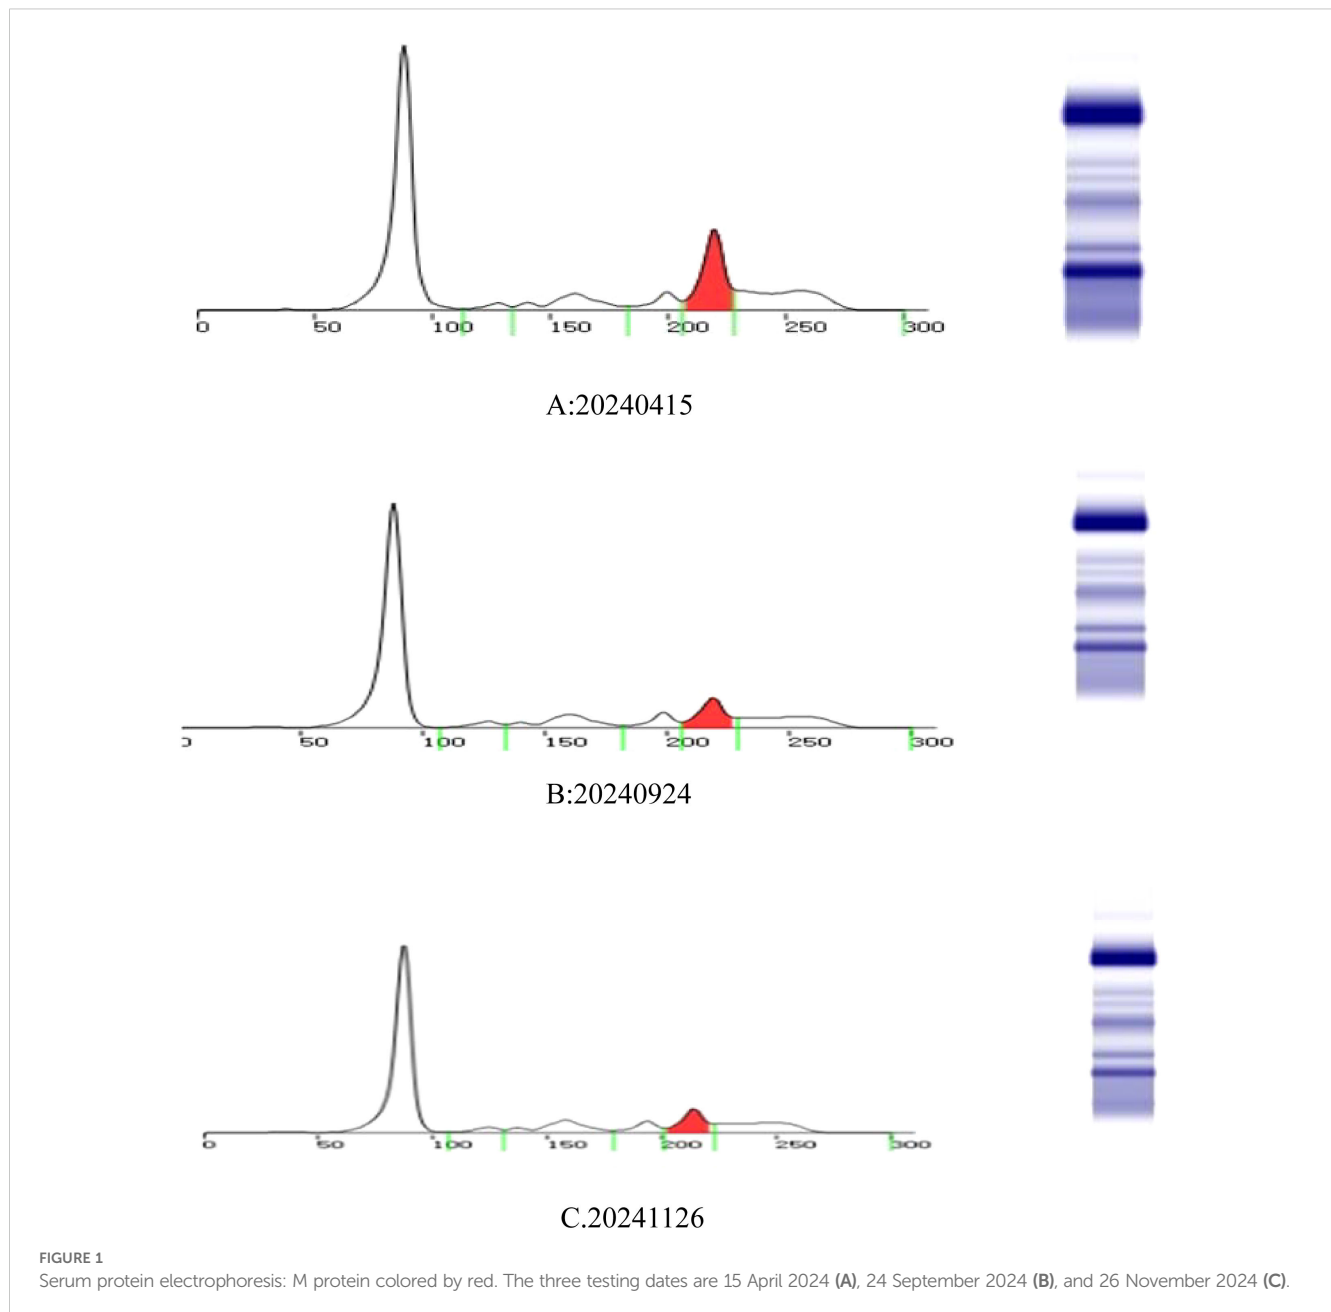 0 50 100 150 200 250 300
A:20240415
0 50 100 150 200 250 300
B:20240924
0 50 100 150 200 250 300
C.20241126
FIGURE 1
Serum protein electrophoresis: M protein colored by red. The three testing dates are 15 April 2024 (A), 24 September 2024 (B), and 26 November 2024 (C).